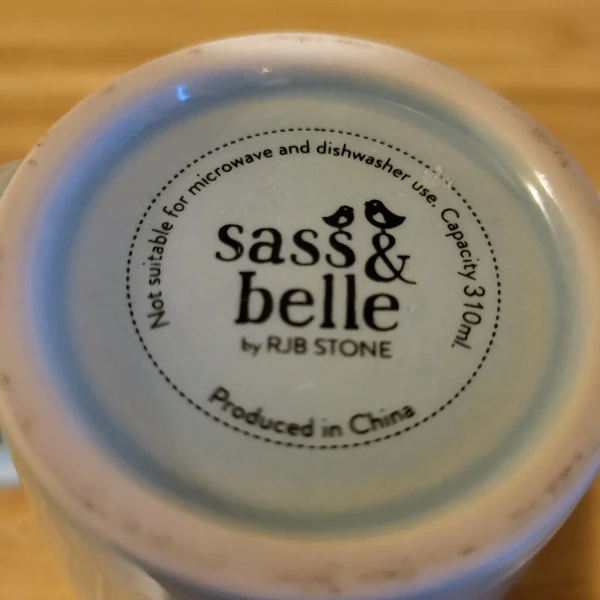 Not suitable for microwave and dishwasher use. Capacity 310ml.
sass &
belle
by RJB STONE
Produced in China